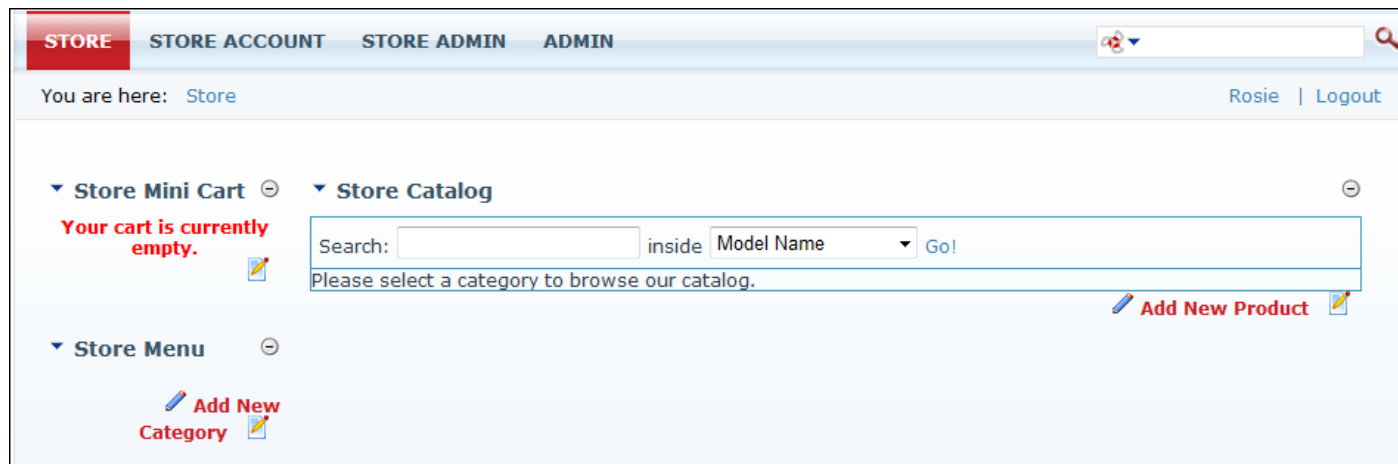 STORE STORE ACCOUNT STORE ADMIN ADMIN
You are here: Store Rosie | Logout
Store Mini Cart Store Catalog
Your cart is currently
empty.
Search: inside Model Name Go!
Please select a category to browse our catalog.
Add New Product
Store Menu
Add New
Category